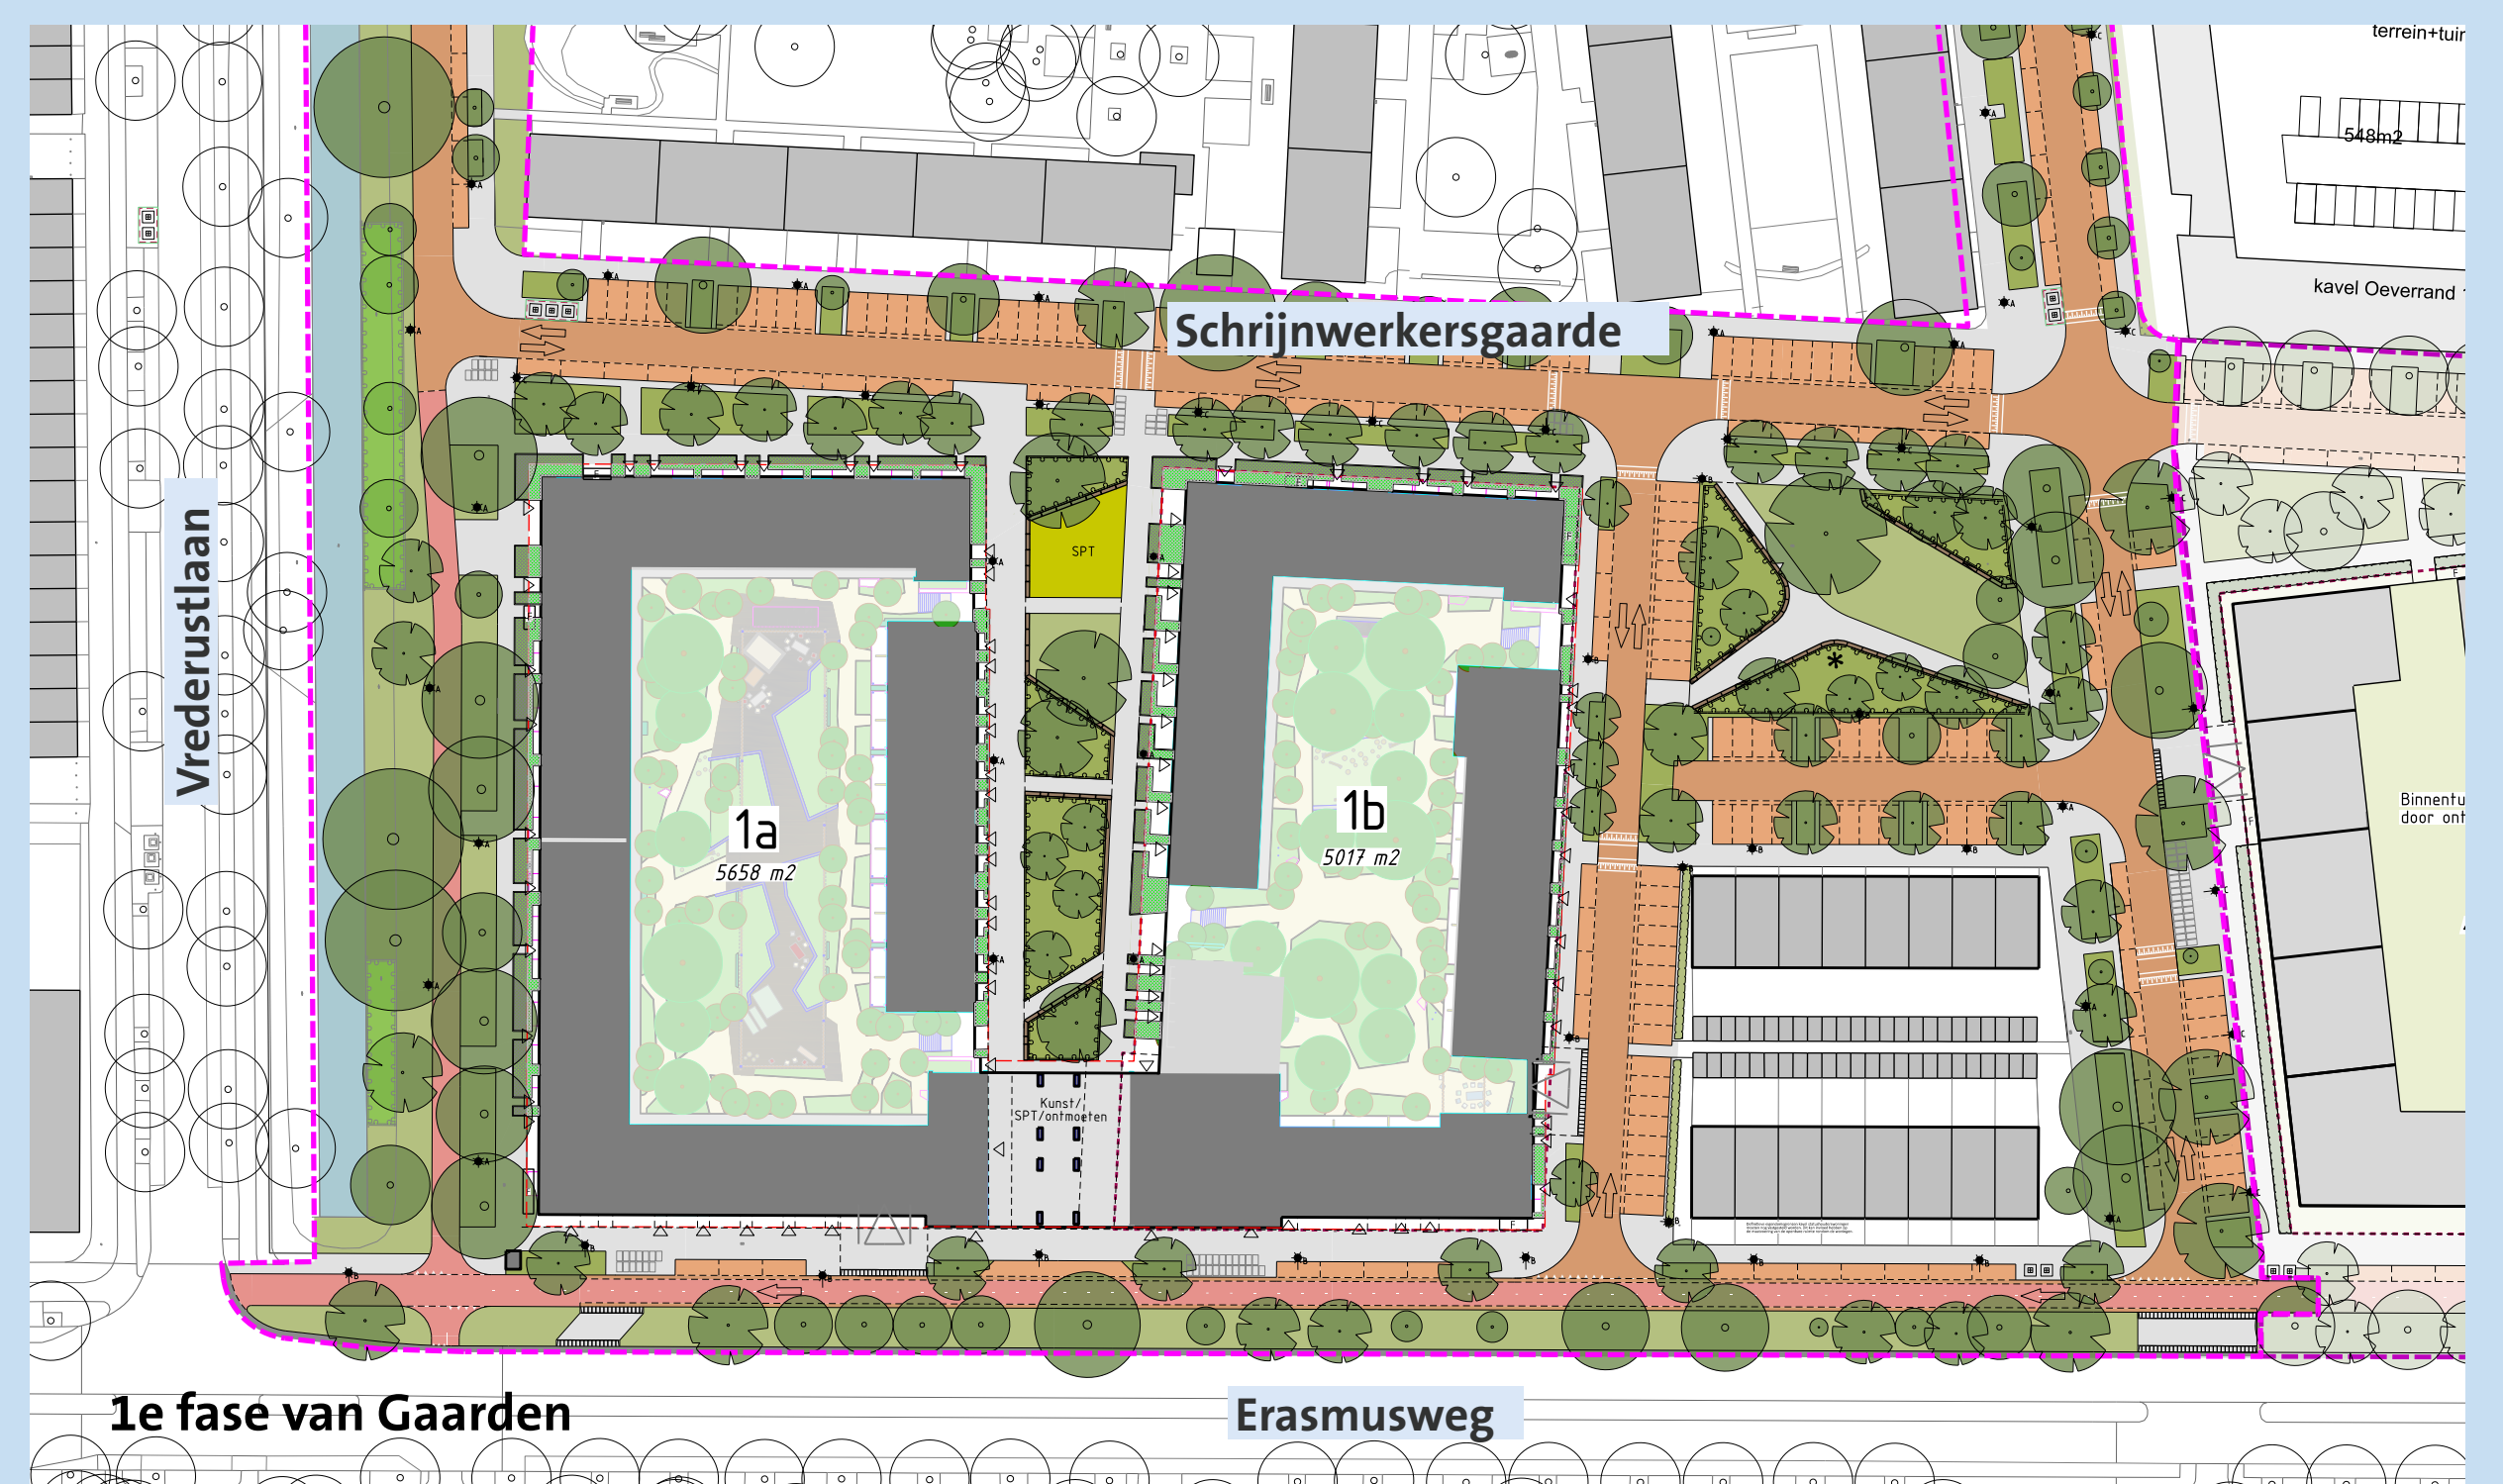 terrein+tuin
548m2
kavel Oeverrand
Schrijnwerkersgaarde
Vrederustlaan
SPT
*
1a
5658 m2
1b
5017 m2
Binnentu
door ont
Kunst/
SPT/ontmoeten
1e fase van Gaarden
Erasmusweg